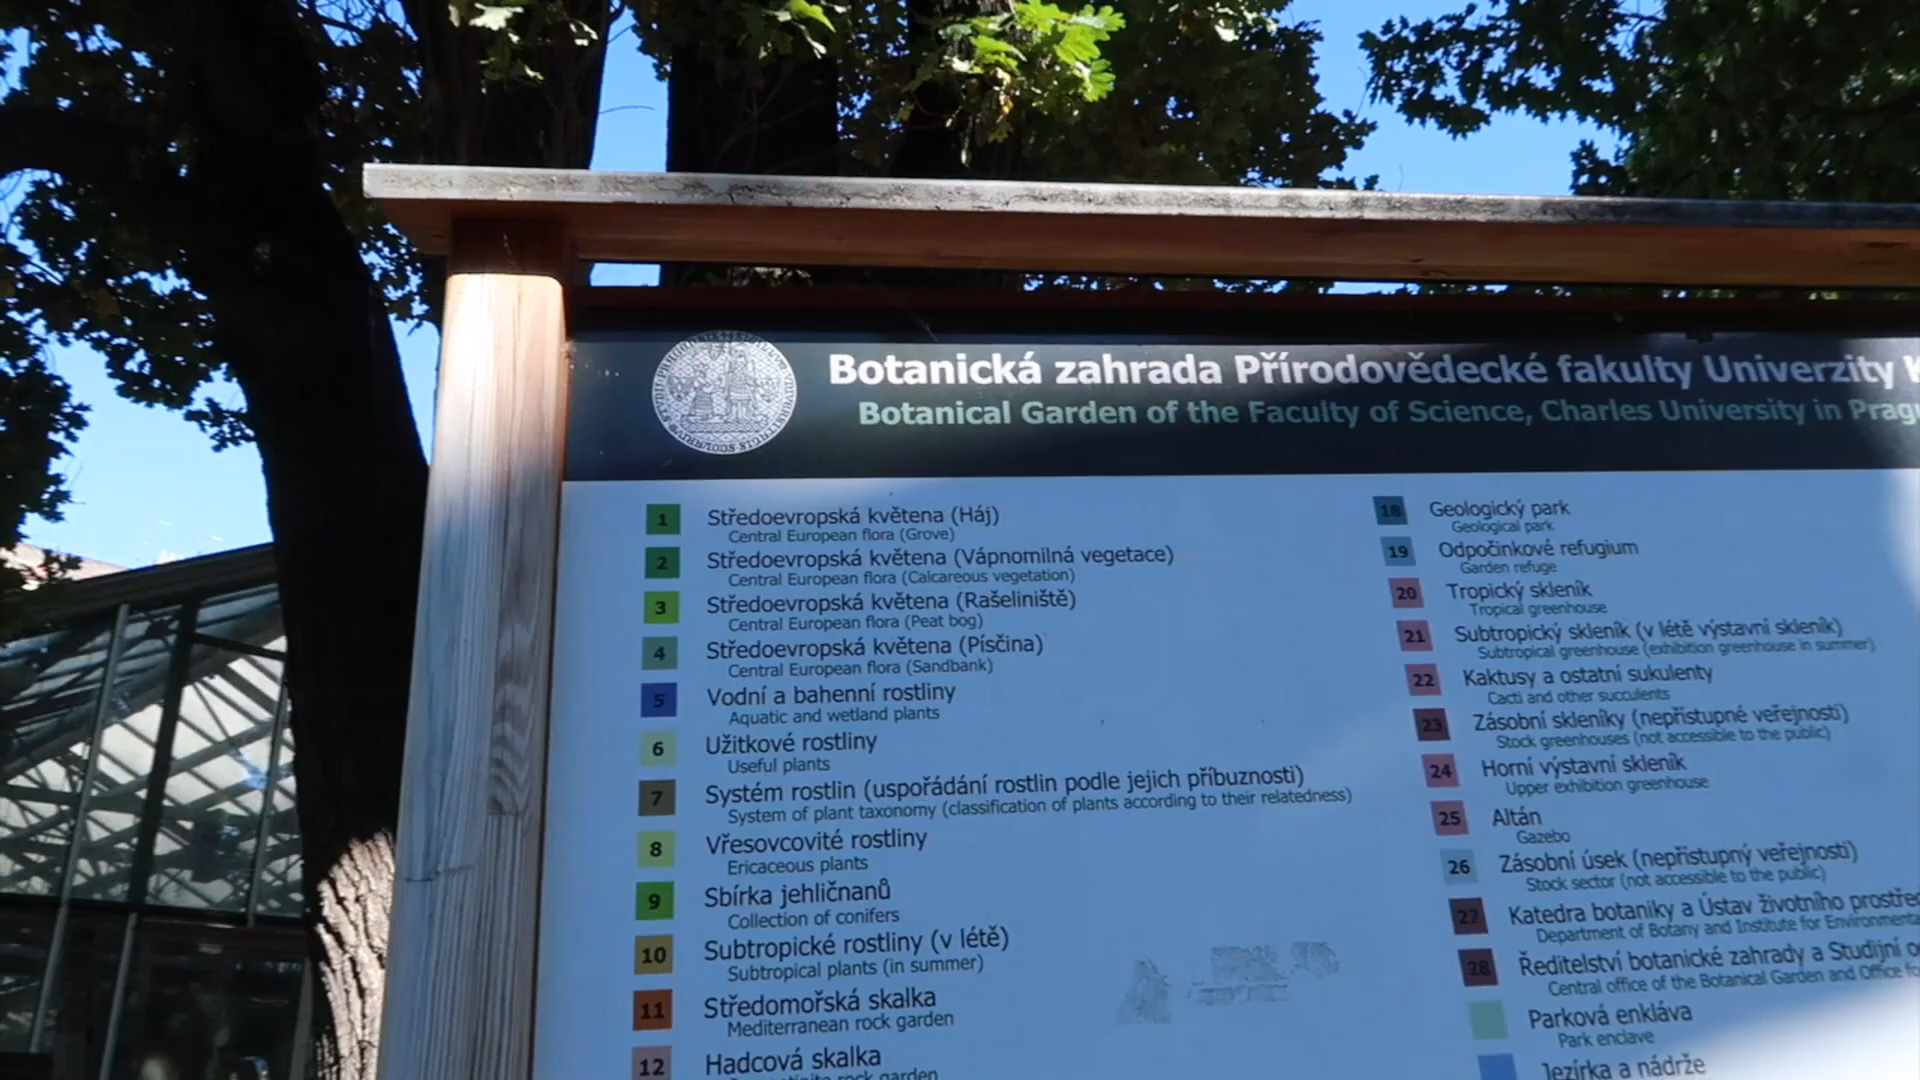 Botanická zahrada Přírodovědecké fakulty Univerzity
Botanical Garden of the Faculty of Science, Charles University in
1 Středoevropská květena (Háj)
Central European flora (Grove)
2 Středoevropská květena (Vápnomilná vegetace)
Central European flora (Calcareous vegetation)
3 Středoevropská květena (Rašeliniště)
Central European flora (Peat bog)
4 Středoevropská květena (Písčina)
Central European flora (Sandbank)
5 Vodní a bahenní rostliny
Aquatic and wetland plants
6 Užitkové rostliny
Useful plants
7 Systém rostlin (uspořádání rostlin podle jejich příbuznosti)
System of plant taxonomy (classification of plants according to their relatedness)
8 Vřesovcovité rostliny
Ericaceous plants
9 Sbírka jehličnanů
Collection of conifers
10 Subtropické rostliny (v létě)
Subtropical plants (in summer)
11 Středomořská skalka
Mediterranean rock garden
12 Hadcová skalka
rock garden
18 Geologický park
Geological park
19 Odpočinkové refugium
Garden refuge
20 Tropický skleník
Tropical greenhouse
21 Subtropický skleník (v létě výstavní skleník)
Subtropical greenhouse (exhibition greenhouse in summer)
22 Kaktusy a ostatní sukulenty
Cacti and other succulents
23 Zásobní skleníky (nepřístupné veřejnosti)
Stock greenhouses (not accessible to the public)
24 Horní výstavní skleník
Upper exhibition greenhouse
25 Altán
Gazebo
26 Zásobní úsek (nepřístupný veřejnosti)
Stock sector (not accessible to the public)
27 Katedra botaniky a Ústav životního
Department of Botany and Institute for
28 Ředitelství botanické zahrady a Studijní
Central office of the Botanical Garden and Office
Parková enkláva
Park enclave
Jezírka a nádrže